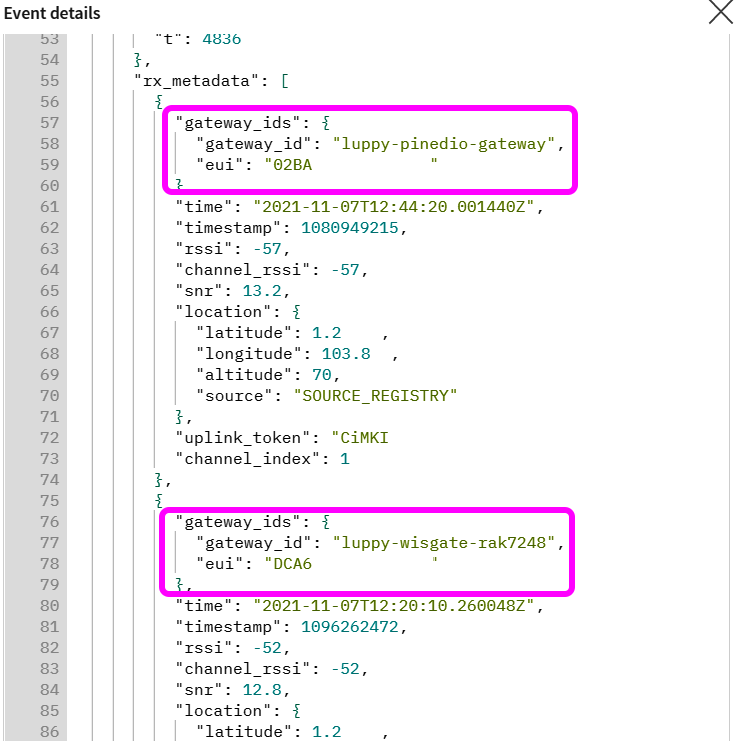 Event details
53 "t": 4836
54 },
55 "rx_metadata": [
56 {
57 "gateway_ids": {
58 "gateway_id": "luppy-pinedio-gateway",
59 "eui": "02BA "
60 }
61 "time": "2021-11-07T12:44:20.001440Z",
62 "timestamp": 1080949215,
63 "rssi": -57,
64 "channel_rssi": -57,
65 "snr": 13.2,
66 "location": {
67 "latitude": 1.2 ,
68 "longitude": 103.8 ,
69 "altitude": 70,
70 "source": "SOURCE_REGISTRY"
71 },
72 "uplink_token": "CiMKI
73 "channel_index": 1
74 },
75 {
76 "gateway_ids": {
77 "gateway_id": "luppy-wisgate-rak7248",
78 "eui": "DCA6 "
79 },
80 "time": "2021-11-07T12:20:10.260048Z",
81 "timestamp": 1096262472,
82 "rssi": -52,
83 "channel_rssi": -52,
84 "snr": 12.8,
85 "location": {
86 "latitude": 1.2 ,